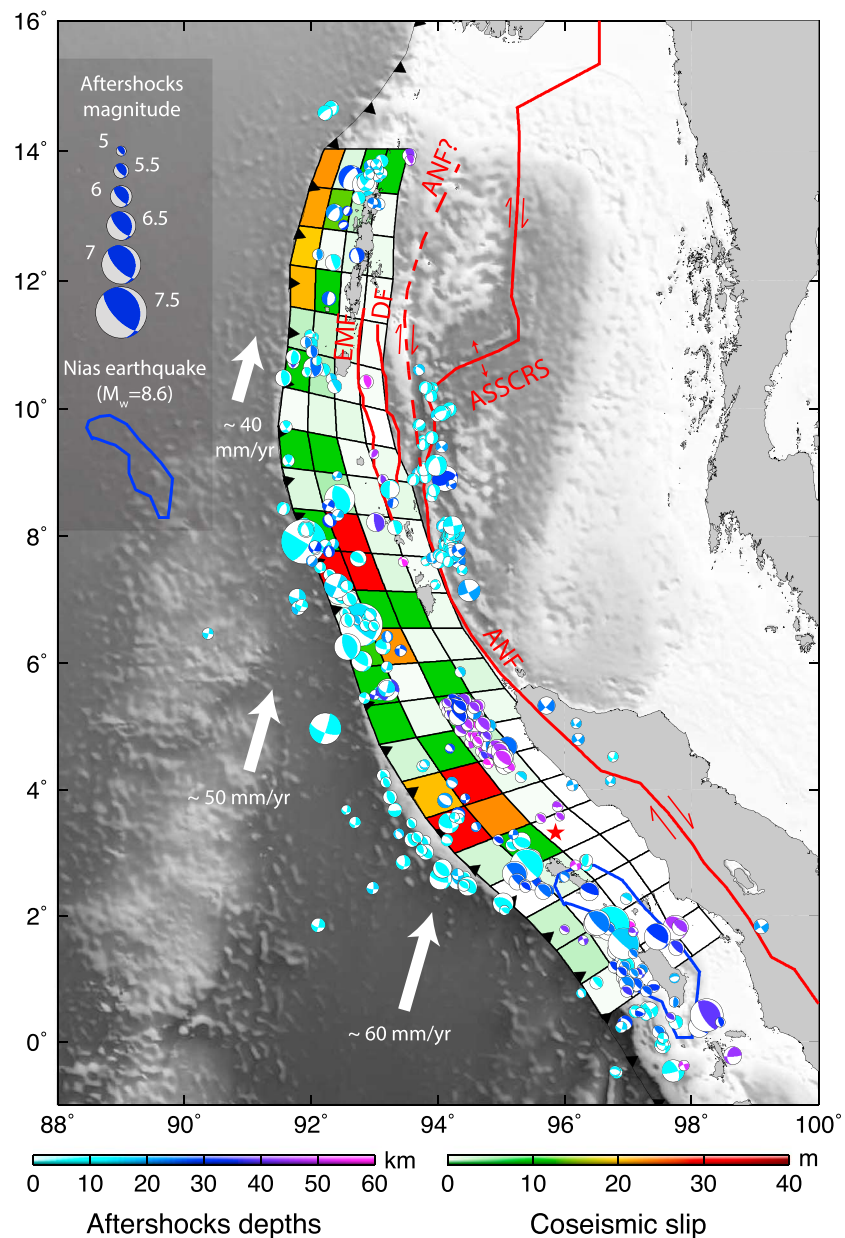 16°
14°
12°
10°
8°
6°
4°
2°
0°
Aftershocks
magnitude
5
5.5
6
6.5
7
7.5
Nias earthquake
(Mw=8.6)
ANF?
EMF
DF
ASSCRS
ANF
~ 40
mm/yr
~ 50 mm/yr
~ 60 mm/yr
88° 90° 92° 94° 96° 98° 100°
km
0 10 20 30 40 50 60
Aftershocks depths
m
0 10 20 30 40
Coseismic slip